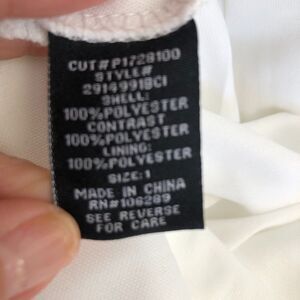 CUT# P1728100
STYLE#
2914991BCI
SHELL:
100% POLYESTER
CONTRAST
100% POLYESTER
LINING:
100% POLYESTER
SIZE: 1
MADE IN CHINA
RN#106289
SEE REVERSE
FOR CARE